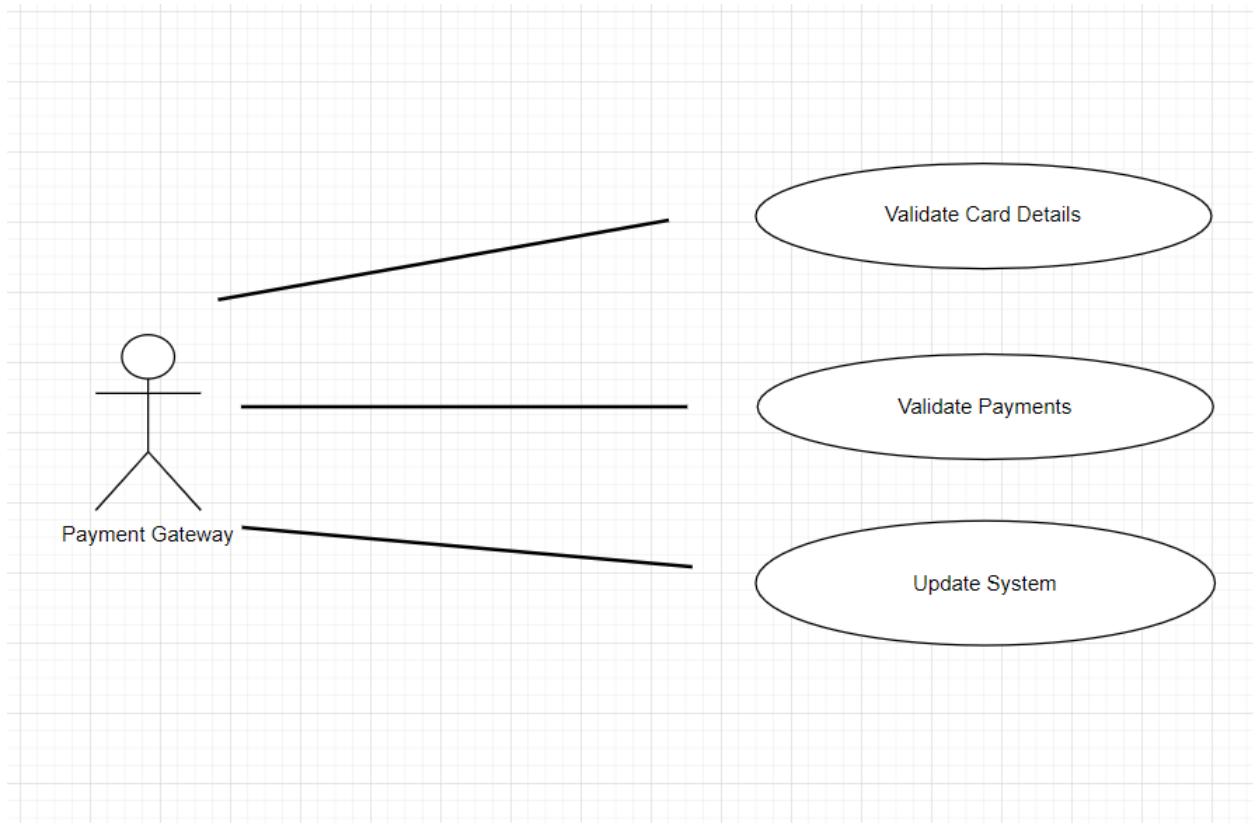 Validate Card Details
Validate Payments
Payment Gateway
Update System